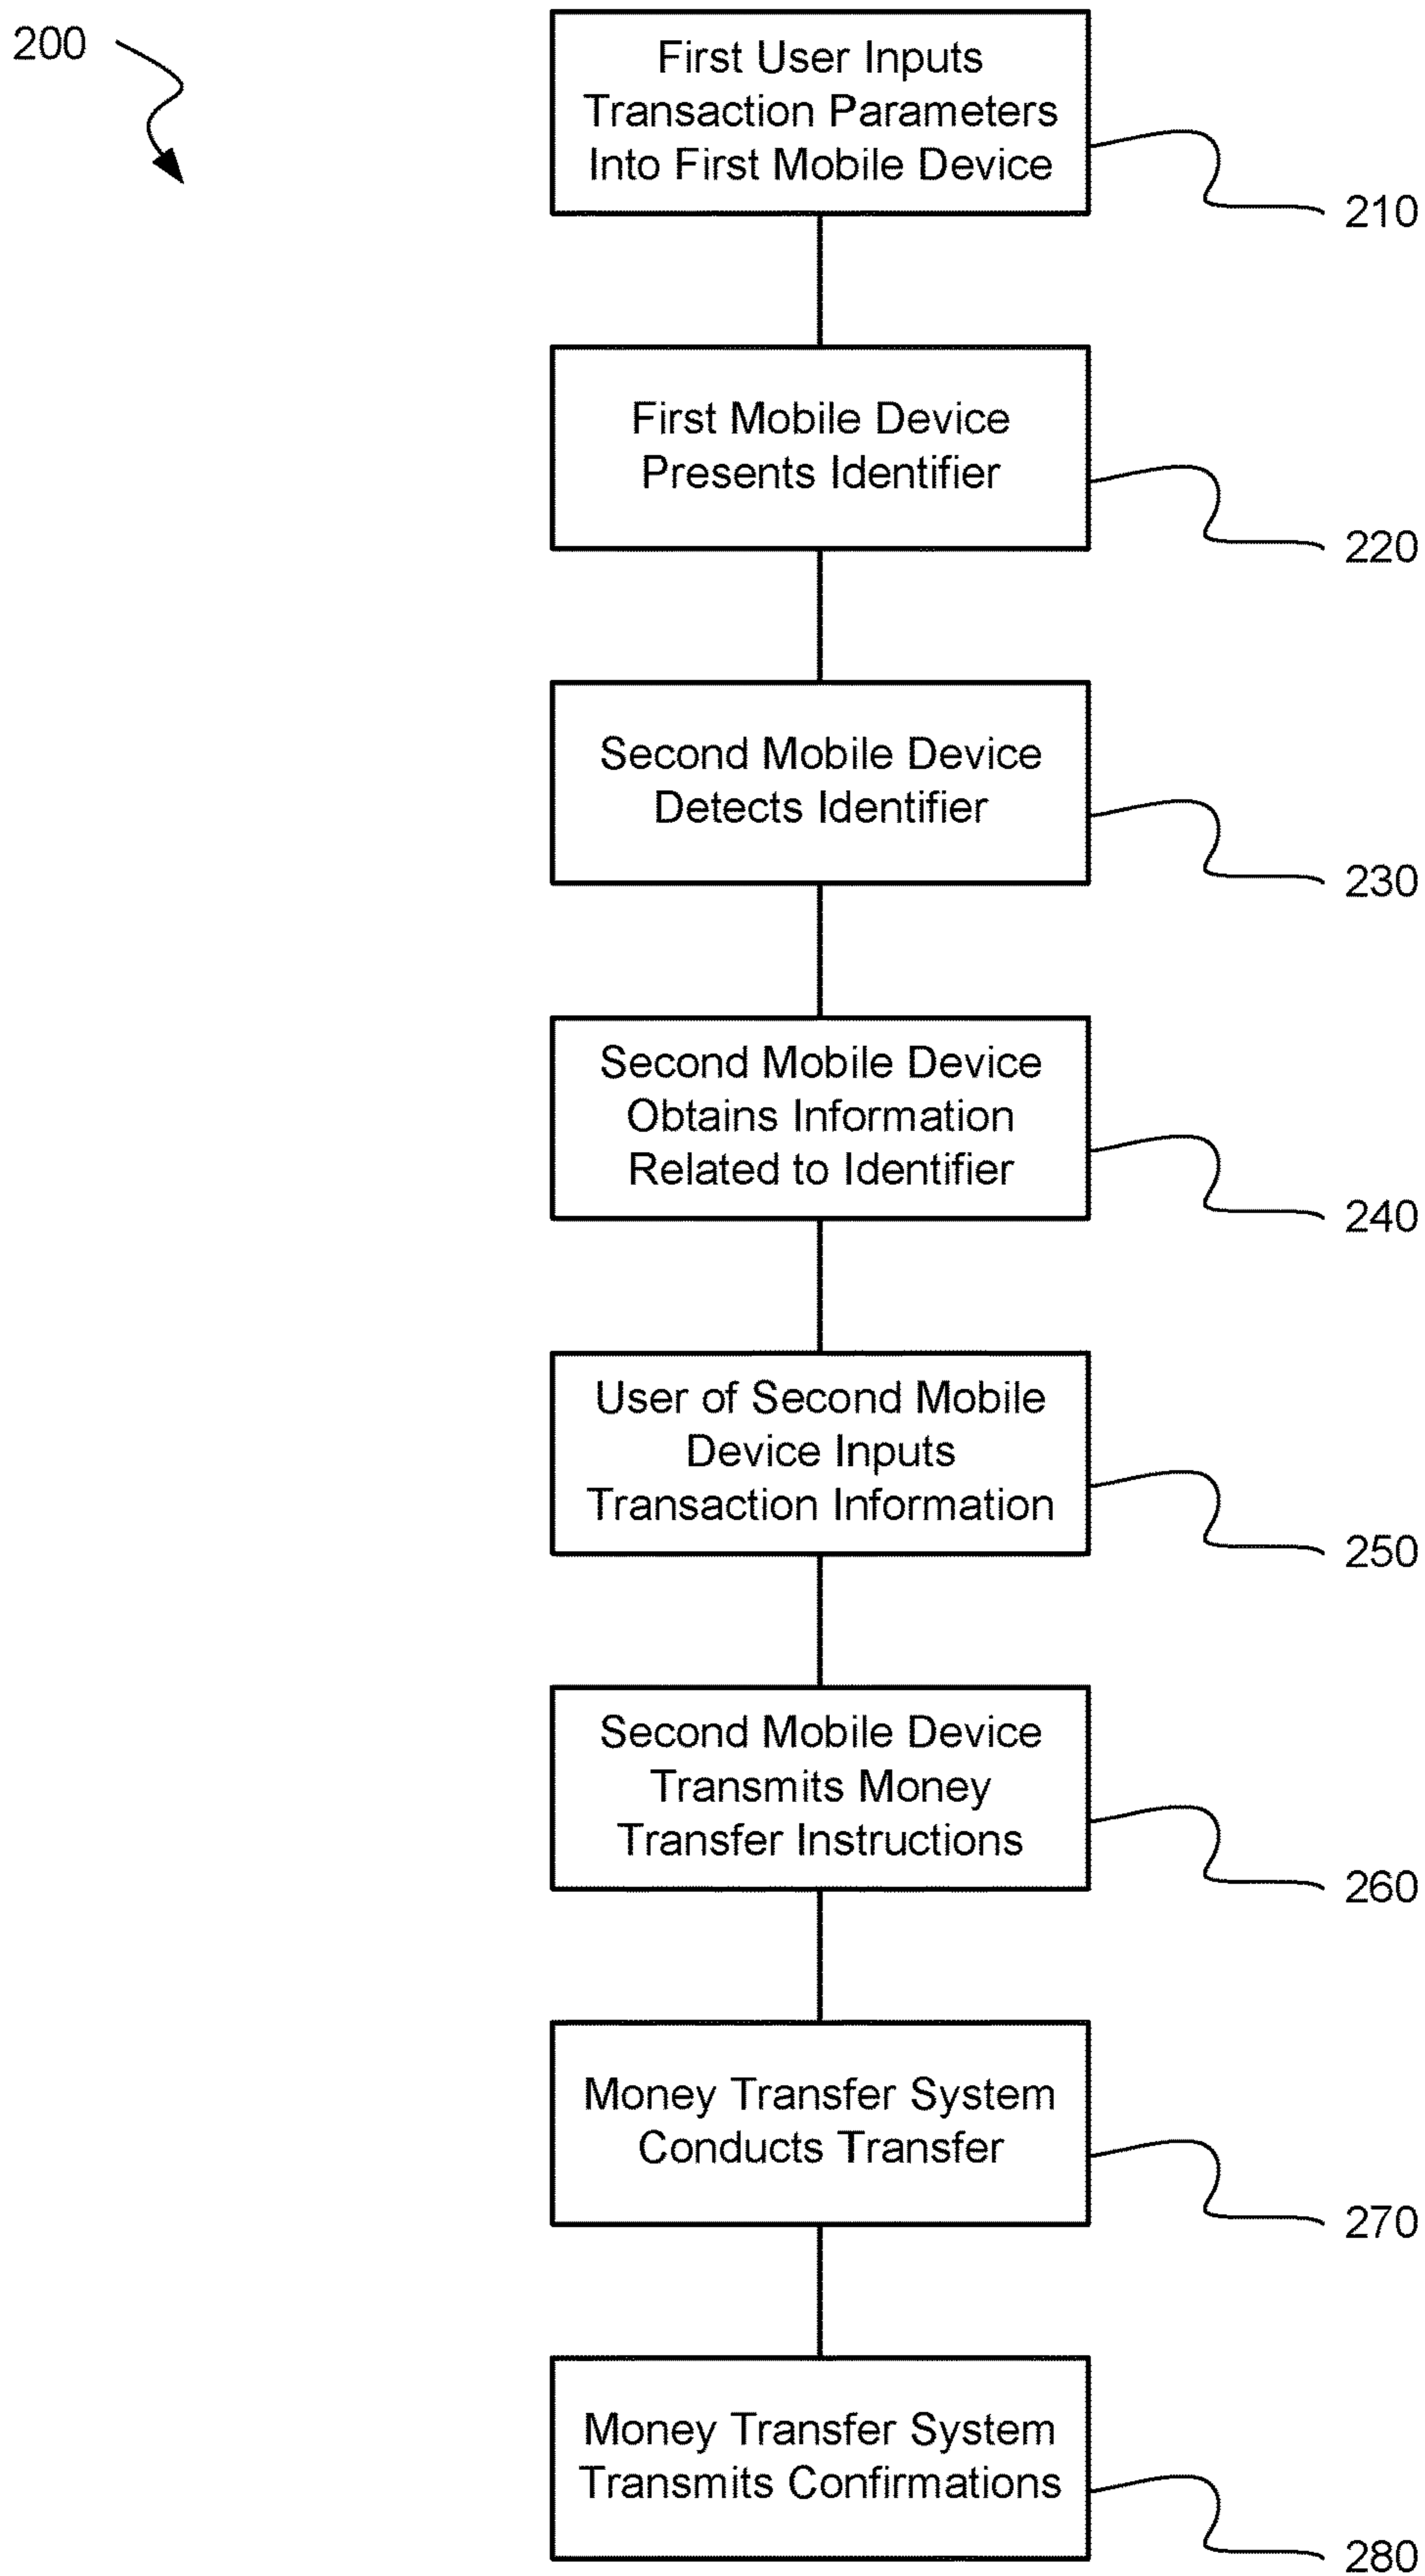 200
First User Inputs
Transaction Parameters
Into First Mobile Device
210
First Mobile Device
Presents Identifier
220
Second Mobile Device
Detects Identifier
230
Second Mobile Device
Obtains Information
Related to Identifier
240
User of Second Mobile
Device Inputs
Transaction Information
250
Second Mobile Device
Transmits Money
Transfer Instructions
260
Money Transfer System
Conducts Transfer
270
Money Transfer System
Transmits Confirmations
280